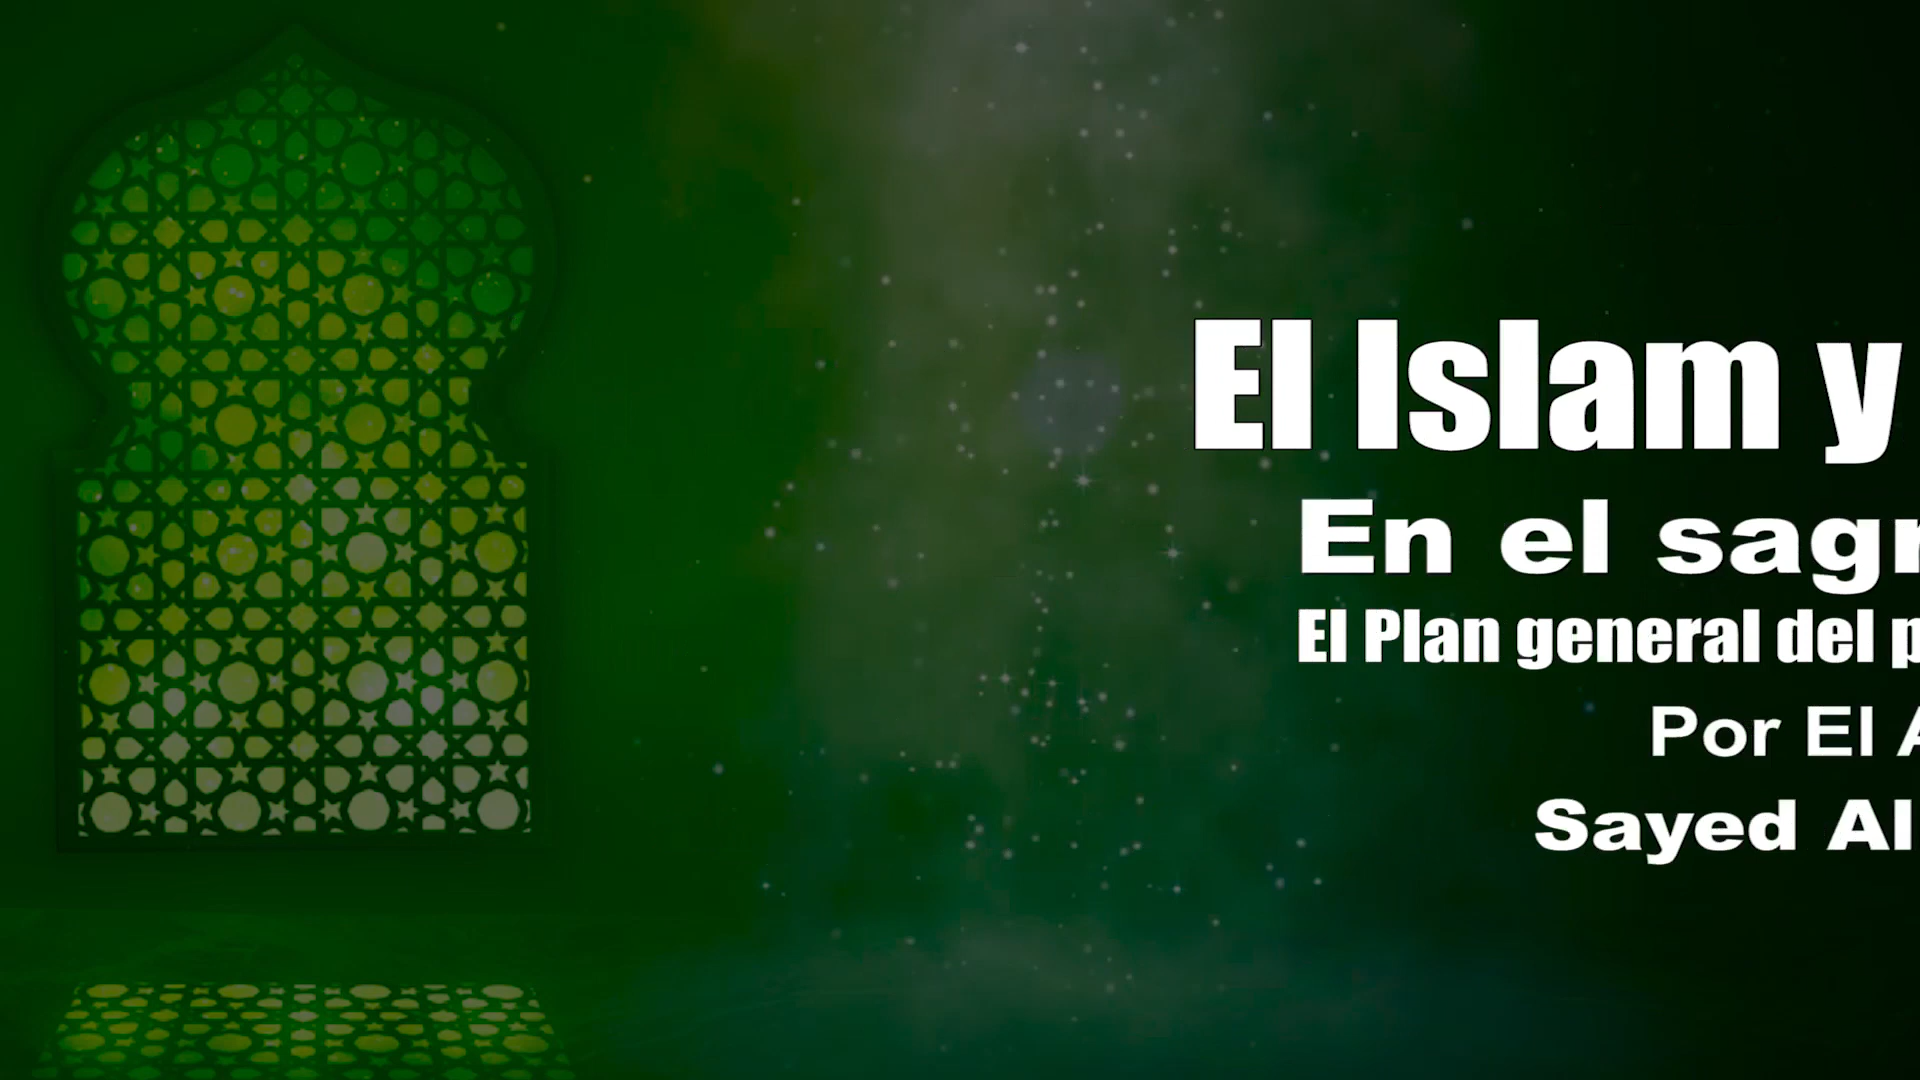 El Islam y
En el sagr
El Plan general del p
Por El A
Sayed Al